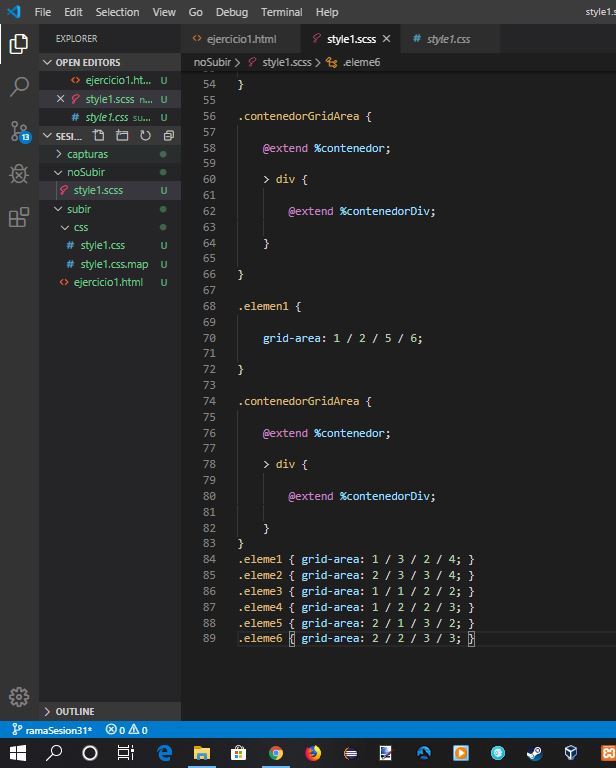 File Edit Selection View Go Debug Terminal Help style1.s
EXPLORER
ejercicio1.html style1.scss style1.css
OPEN EDITORS
ejercicio1.ht... U
style1.scss n... U
style1.css su... U
SESI...
capturas
noSubir
style1.scss U
subir
css
style1.css U
style1.css.map U
ejercicio1.html U
13
OUTLINE
noSubir > style1.scss > .eleme6
54 }
55
56 .contenedorGridArea {
57
58 @extend %contenedor;
59
60 > div {
61
62 @extend %contenedorDiv;
63
64 }
65
66 }
67
68 .elemen1 {
69
70 grid-area: 1 / 2 / 5 / 6;
71
72 }
73
74 .contenedorGridArea {
75
76 @extend %contenedor;
77
78 > div {
79
80 @extend %contenedorDiv;
81
82 }
83 }
84 .eleme1 { grid-area: 1 / 3 / 2 / 4; }
85 .eleme2 { grid-area: 2 / 3 / 3 / 4; }
86 .eleme3 { grid-area: 1 / 1 / 2 / 2; }
87 .eleme4 { grid-area: 1 / 2 / 2 / 3; }
88 .eleme5 { grid-area: 2 / 1 / 3 / 2; }
89 .eleme6 { grid-area: 2 / 2 / 3 / 3; }
ramaSesion31* 0 0